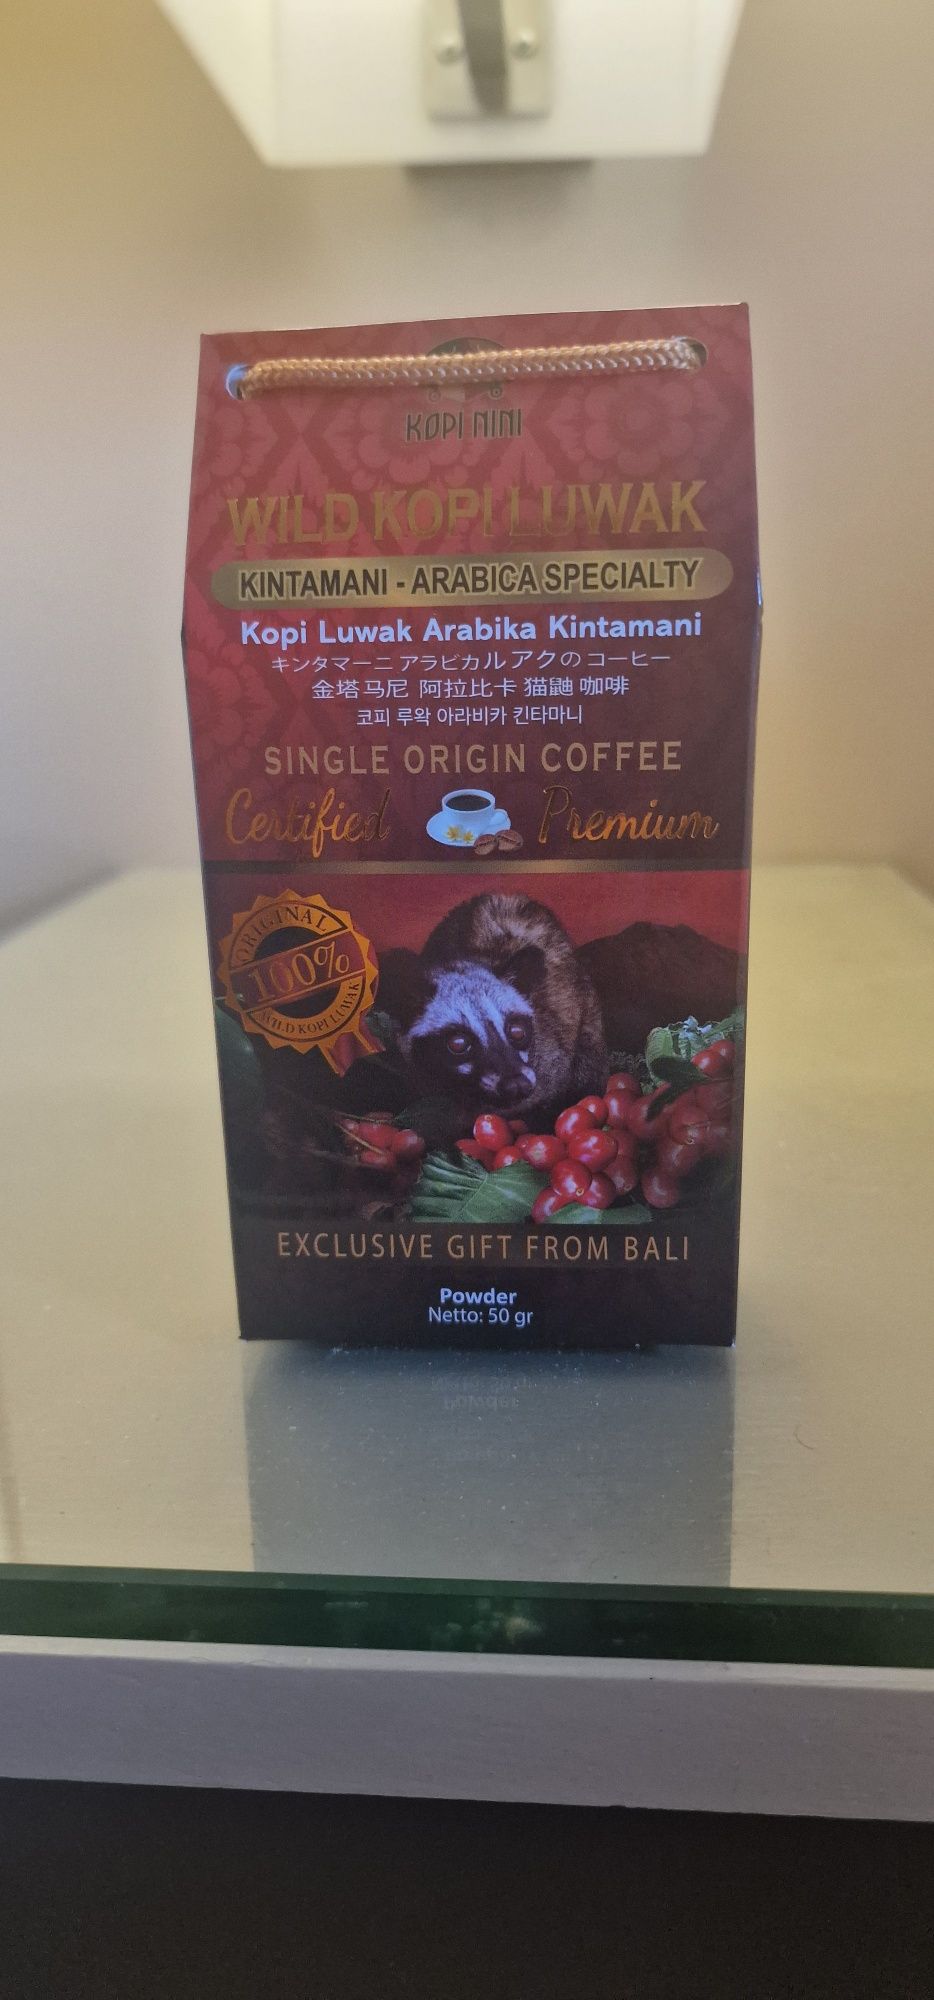 KOPI NINI
WILD KOPI LUWAK
KINTAMANI - ARABICA SPECIALTY
Kopi Luwak Arabika Kintamani
キンタマーニ アラビカルアクのコーヒー
金塔马尼 阿拉比卡 猫鼬 咖啡
코피 루왁 아라비카 킨타마니
SINGLE ORIGIN COFFEE
Certified Premium
ORIGINAL
100%
WILD KOPI LUWAK
EXCLUSIVE GIFT FROM BALI
Powder
Netto: 50 gr